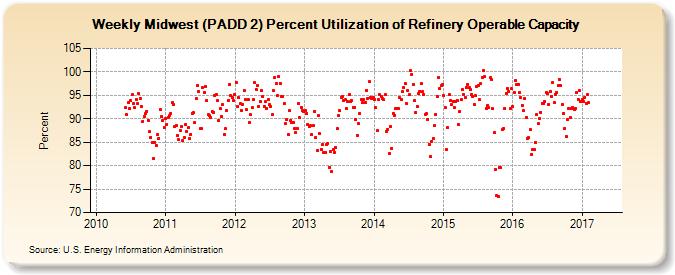 Weekly Midwest (PADD 2) Percent Utilization of Refinery Operable Capacity
Percent
105
100
95
90
85
80
75
70
2010 2011 2012 2013 2014 2015 2016 2017
Source: U.S. Energy Information Administration